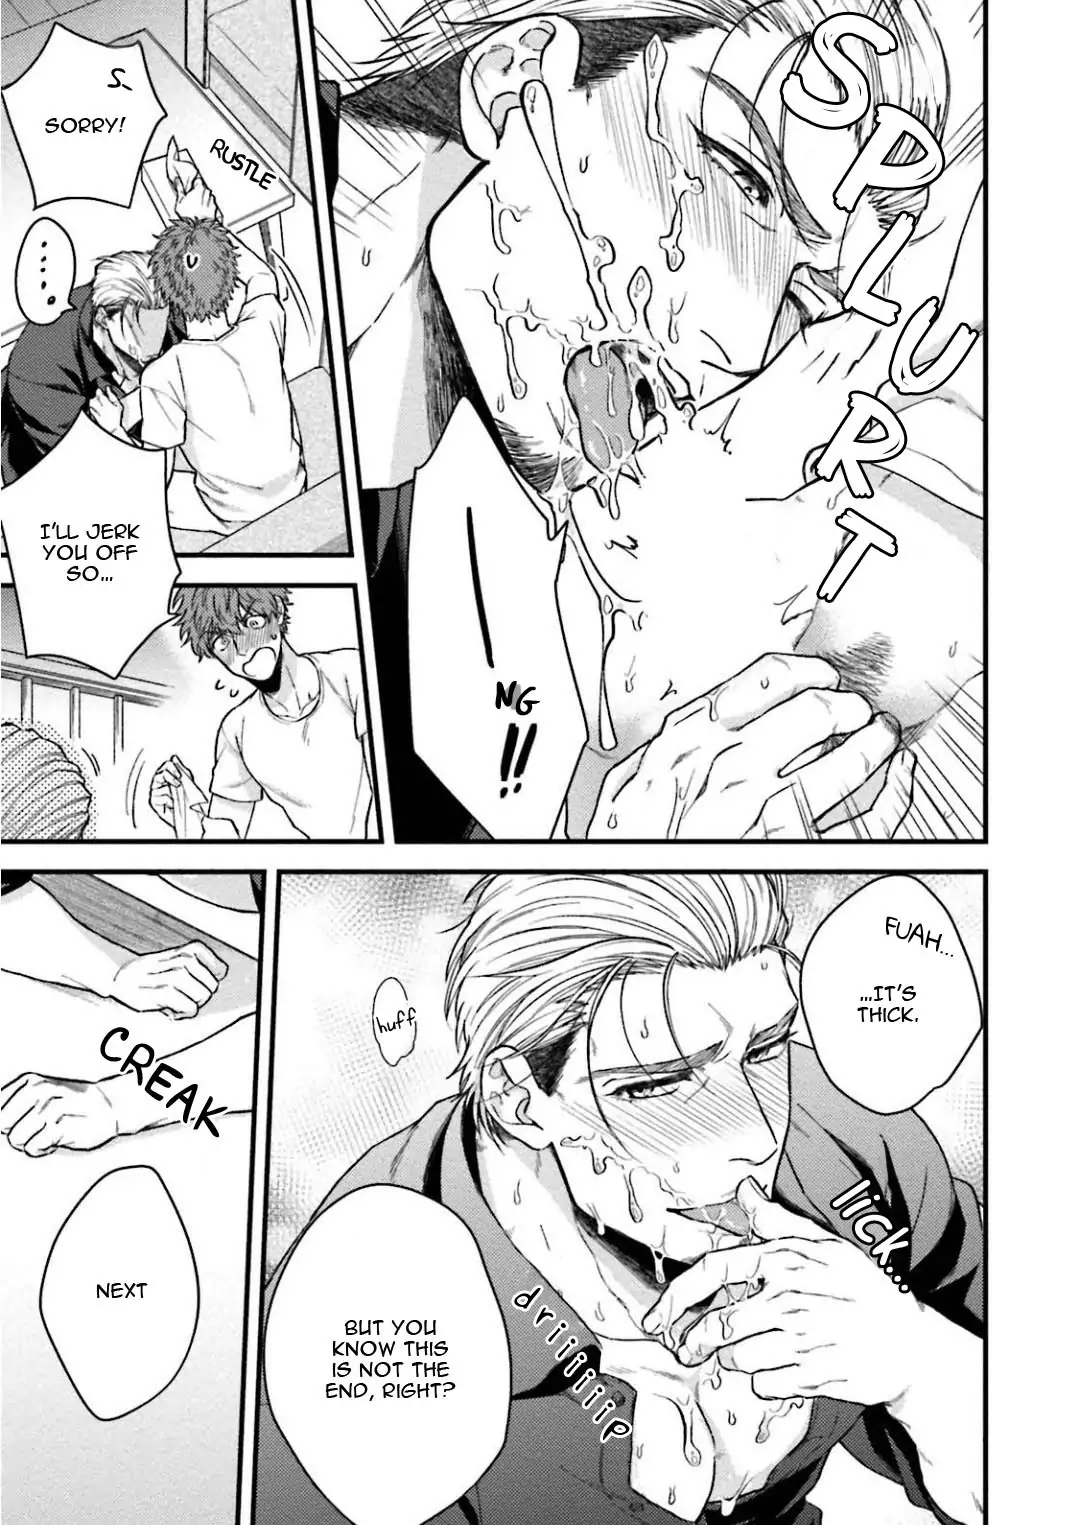 SPLURT
NG
!!
S-
SORRY!
RUSTLE
....
I'LL JERK
YOU OFF
SO...
FUAH...
...IT'S
THICK.
huff
lick...
driiiiiip
BUT YOU
KNOW THIS
IS NOT THE
END, RIGHT?
CREAK
NEXT